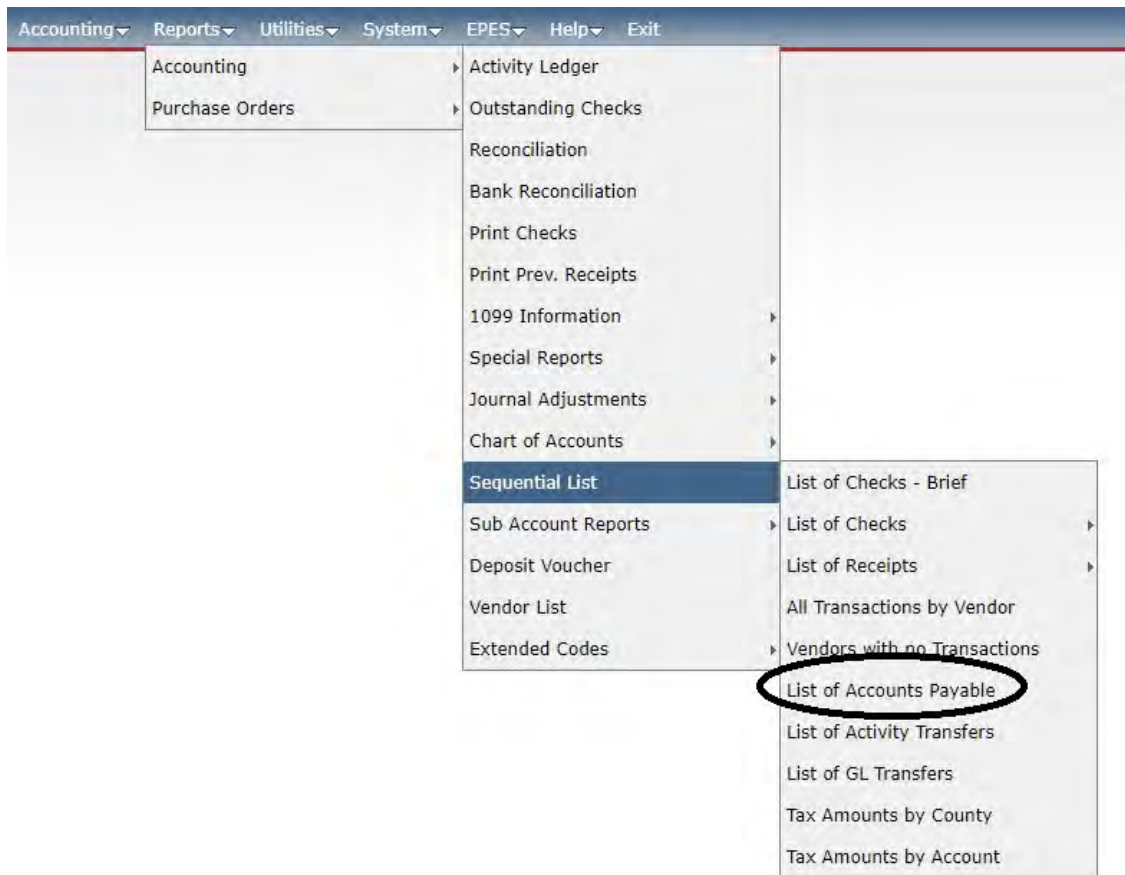 Accounting Reports Utilities System EPES Help Exit
Accounting
Purchase Orders
Activity Ledger
Outstanding Checks
Reconciliation
Bank Reconciliation
Print Checks
Print Prev. Receipts
1099 Information
Special Reports
Journal Adjustments
Chart of Accounts
Sequential List
Sub Account Reports
Deposit Voucher
Vendor List
Extended Codes
List of Checks - Brief
List of Checks
List of Receipts
All Transactions by Vendor
Vendors with no Transactions
List of Accounts Payable
List of Activity Transfers
List of GL Transfers
Tax Amounts by County
Tax Amounts by Account